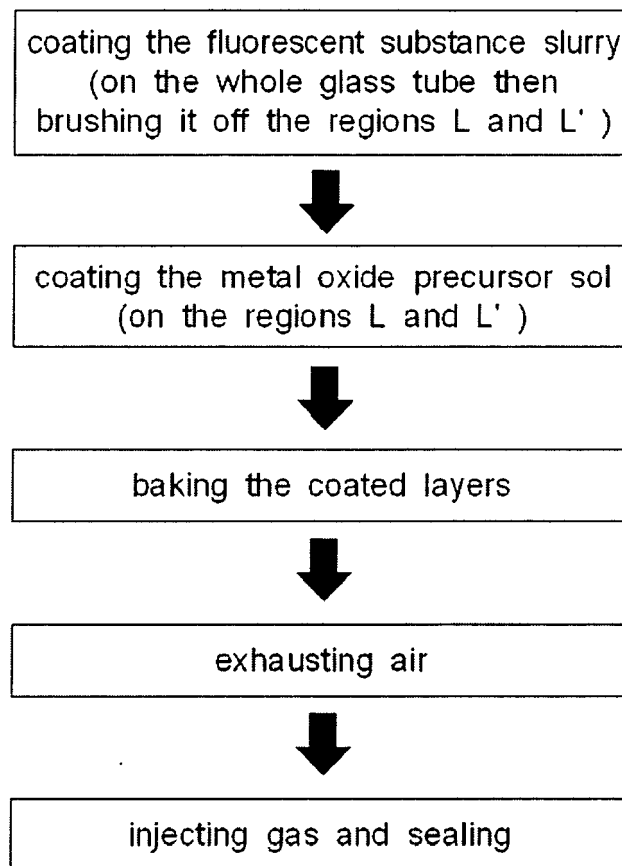 coating the fluorescent substance slurry
(on the whole glass tube then
brushing it off the regions L and L' )
coating the metal oxide precursor sol
(on the regions L and L' )
baking the coated layers
exhausting air
injecting gas and sealing